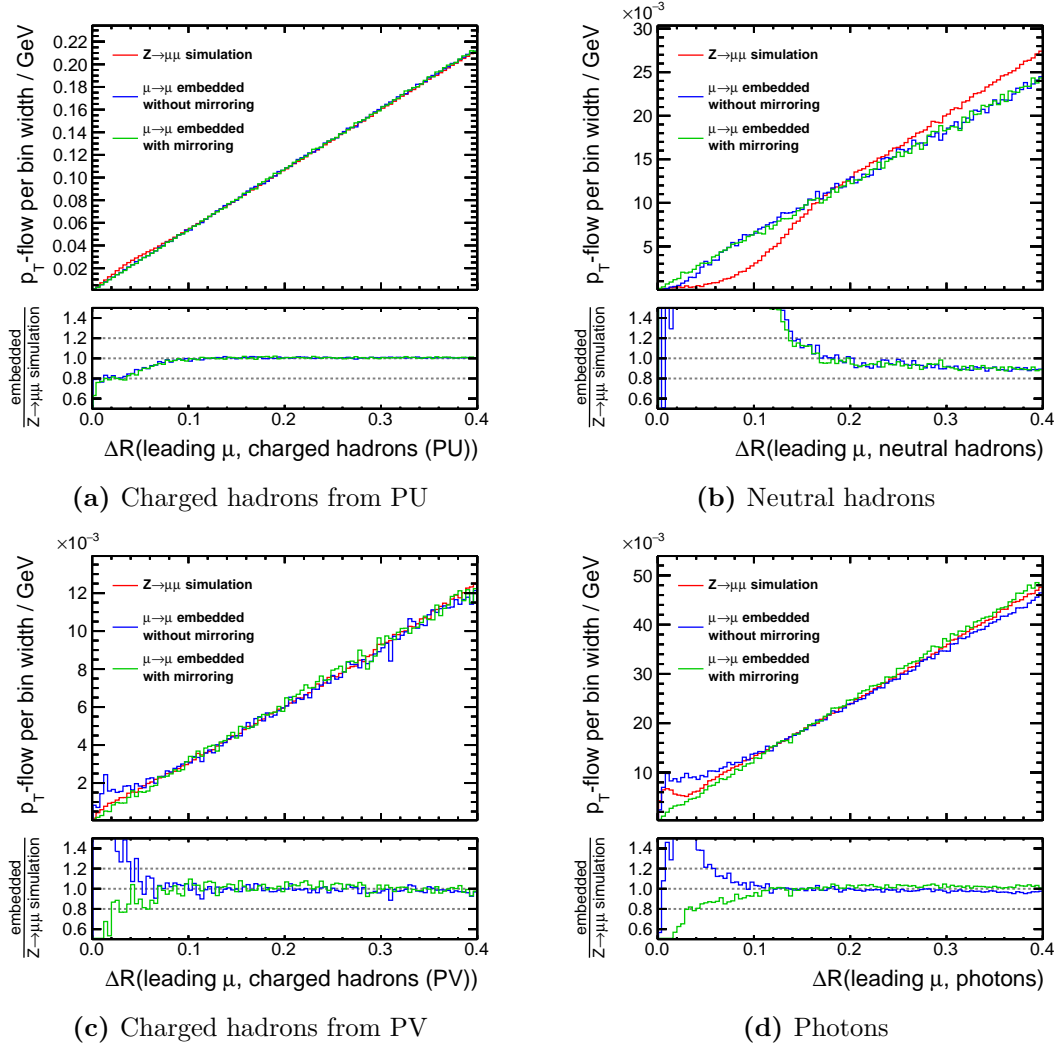 p_T-flow per bin width / GeV
0.22
0.20
0.18
0.16
0.14
0.12
0.10
0.08
0.06
0.04
0.02
Z→μμ simulation
μ→μ embedded
without mirroring
μ→μ embedded
with mirroring
embedded
Z→μμ simulation
1.4
1.2
1.0
0.8
0.6
0.0 0.1 0.2 0.3 0.4
ΔR(leading μ, charged hadrons (PU))
(a) Charged hadrons from PU
×10⁻³
p_T-flow per bin width / GeV
30
25
20
15
10
5
Z→μμ simulation
μ→μ embedded
without mirroring
μ→μ embedded
with mirroring
embedded
Z→μμ simulation
1.4
1.2
1.0
0.8
0.6
0.0 0.1 0.2 0.3 0.4
ΔR(leading μ, neutral hadrons)
(b) Neutral hadrons
×10⁻³
p_T-flow per bin width / GeV
12
10
8
6
4
2
Z→μμ simulation
μ→μ embedded
without mirroring
μ→μ embedded
with mirroring
embedded
Z→μμ simulation
1.4
1.2
1.0
0.8
0.6
0.0 0.1 0.2 0.3 0.4
ΔR(leading μ, charged hadrons (PV))
(c) Charged hadrons from PV
×10⁻³
p_T-flow per bin width / GeV
50
40
30
20
10
Z→μμ simulation
μ→μ embedded
without mirroring
μ→μ embedded
with mirroring
embedded
Z→μμ simulation
1.4
1.2
1.0
0.8
0.6
0.0 0.1 0.2 0.3 0.4
ΔR(leading μ, photons)
(d) Photons